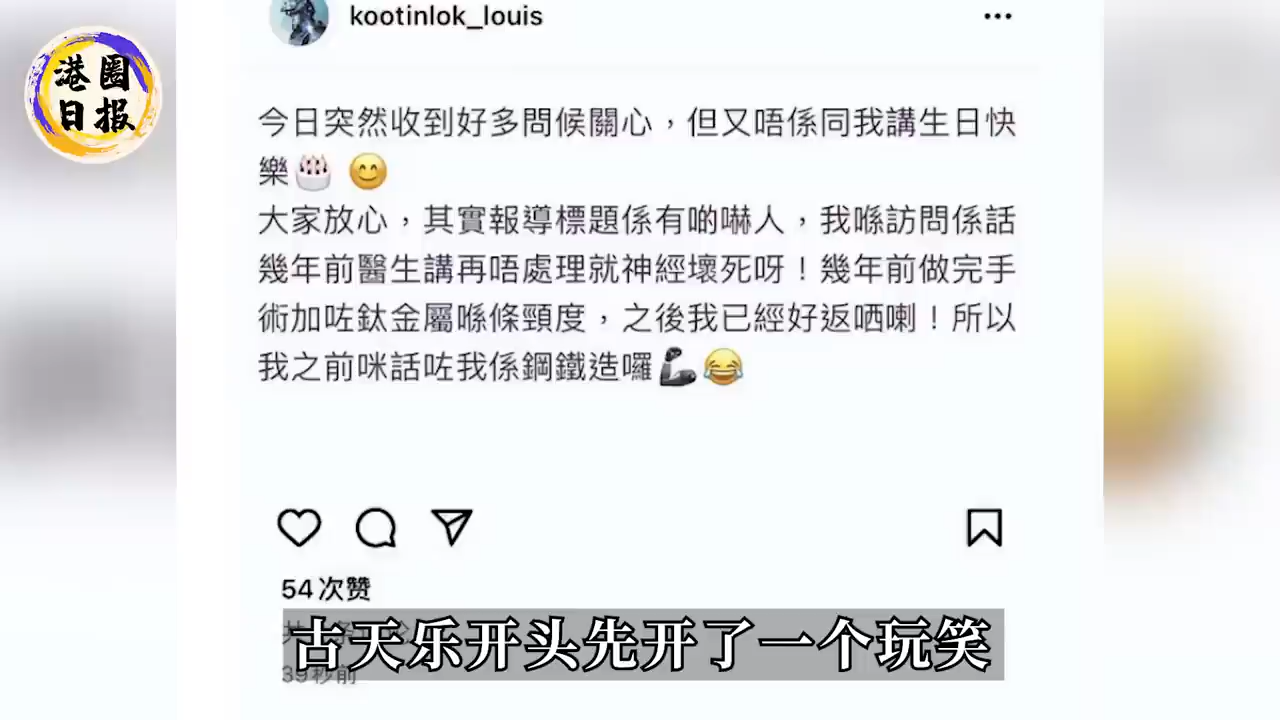 港圈
日报
kootinlok_louis
今日突然收到好多問候關心，但又唔係同我講生日快
樂🎂 😊
大家放心，其實報導標題係有啲嚇人，我喺訪問係話
幾年前醫生講再唔處理就神經壞死呀！幾年前做完手
術加咗鈦金屬喺條頸度，之後我已經好返哂喇！所以
我之前咪話咗我係鋼鐵造囉🦾😂
54次赞
古天乐开头先开了一个玩笑
39秒前